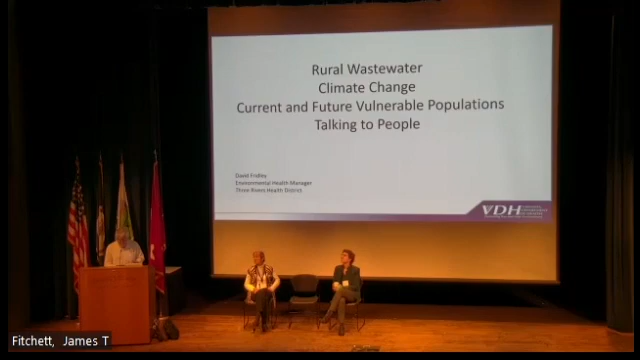 Rural Wastewater
Climate Change
Current and Future Vulnerable Populations
Talking to People
David Fridley
Environmental Health Manager
Three Rivers Health District
VDH
Fitchett, James T